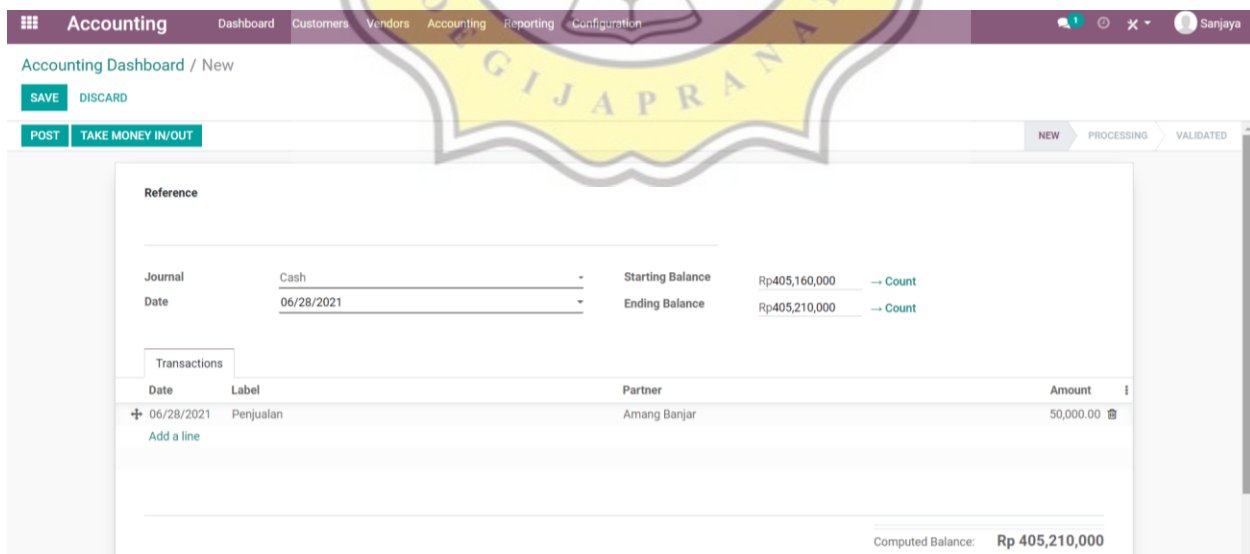 Accounting Dashboard Customers Vendors Accounting Reporting Configuration 1 Sanjaya
GIJAPRANA
Accounting Dashboard / New
SAVE DISCARD
POST TAKE MONEY IN/OUT NEW PROCESSING VALIDATED
Reference
Journal Cash Starting Balance Rp405,160,000 → Count
Date 06/28/2021 Ending Balance Rp405,210,000 → Count
Transactions
Date Label Partner Amount
06/28/2021 Penjualan Amang Banjar 50,000.00
Add a line
Computed Balance: Rp 405,210,000